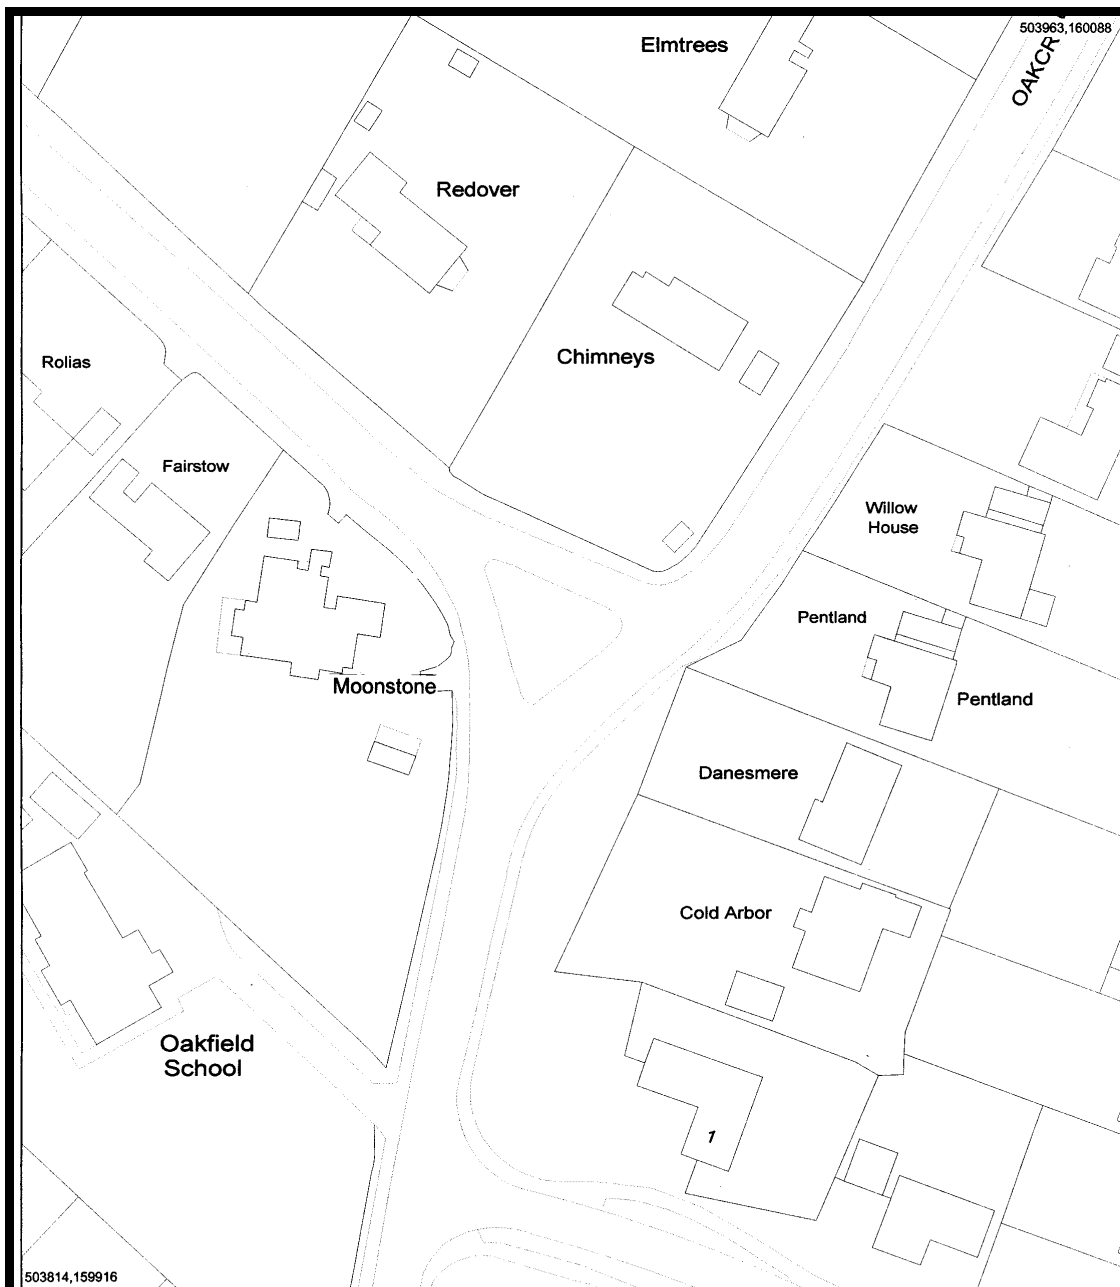 503963,160088
Elmtrees
OAKCR
Redover
Chimneys
Rolias
Fairstow
Willow
House
Pentland
Moonstone
Pentland
Danesmere
Cold Arbor
Oakfield
School
1
503814,159916